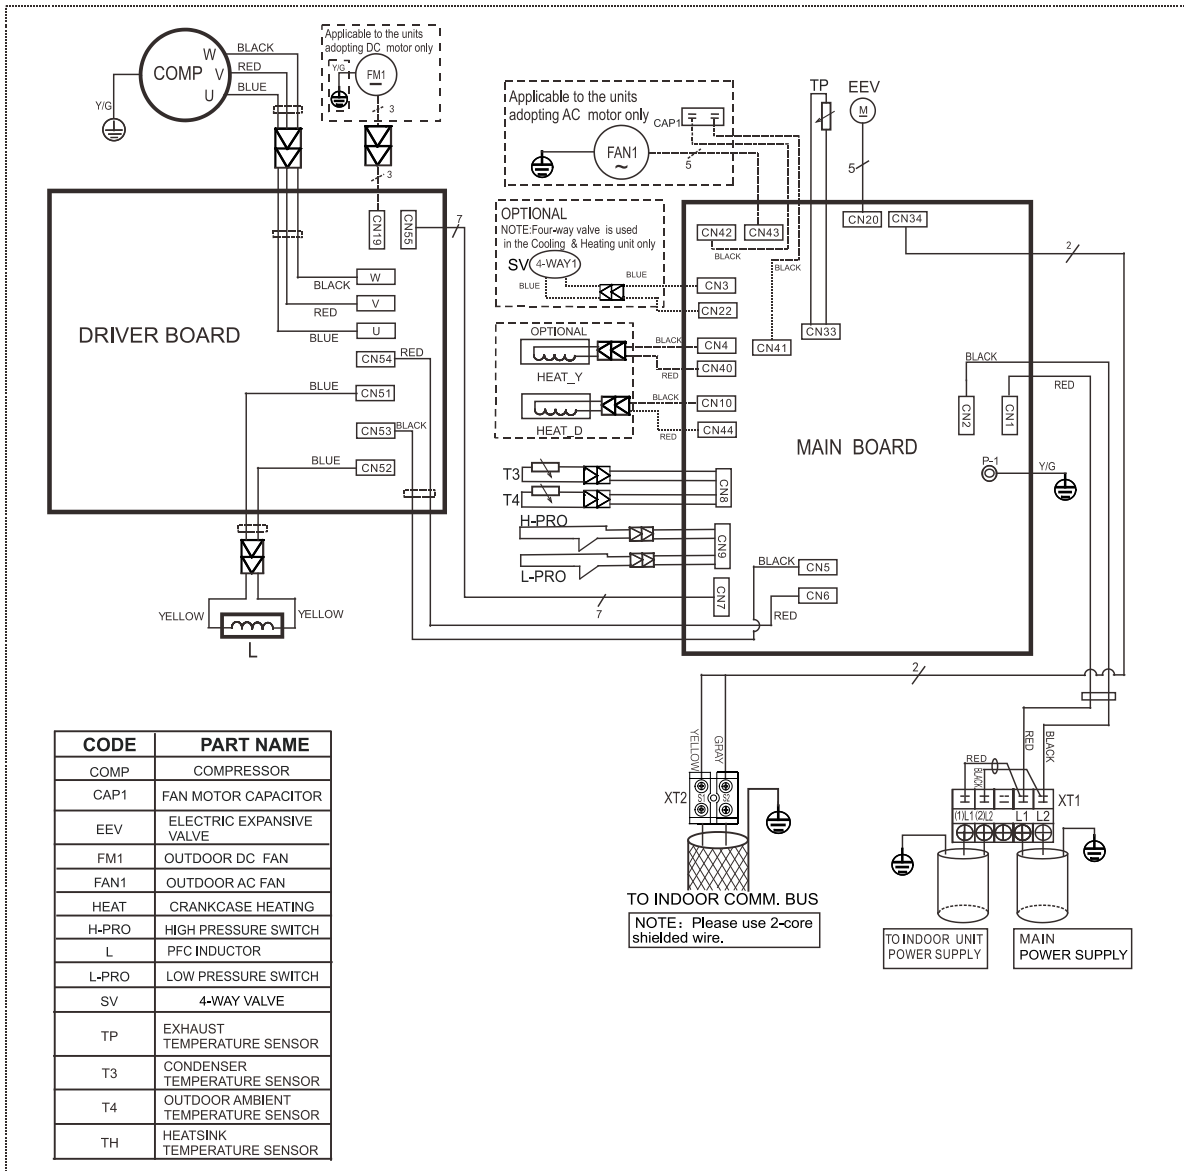 Applicable to the units
adopting DC motor only
COMP
W
V
U
BLACK
RED
BLUE
Y/G
Y/G
FM1
3
3
Applicable to the units
adopting AC motor only
CAP1
FAN1
~
5
TP
EEV
M
5
CN19
CN55
7
W
BLACK
V
RED
U
BLUE
DRIVER BOARD
CN54
RED
BLUE
CN51
CN53
BLACK
BLUE
CN52
YELLOW
YELLOW
L
OPTIONAL
NOTE:Four-way valve is used
in the Cooling & Heating unit only
SV
4-WAY1
BLUE
BLUE
OPTIONAL
HEAT_Y
BLACK
RED
HEAT_D
BLACK
RED
T3
T4
H-PRO
L-PRO
7
CN42
CN43
BLACK
BLACK
CN20
CN34
2
CN3
CN22
CN4
CN41
CN33
CN40
CN10
CN44
BLACK
RED
CN2
CN1
MAIN BOARD
P-1
Y/G
CN8
CN9
CN7
BLACK
CN5
CN6
RED
2
YELLOW
GRAY
XT2
S1
S2
TO INDOOR COMM. BUS
NOTE: Please use 2-core
shielded wire.
RED
BLACK
RED
BLACK
XT1
(1)L1
(2)L2
L1
L2
TO INDOOR UNIT
POWER SUPPLY
MAIN
POWER SUPPLY
CODE PART NAME
COMP COMPRESSOR
CAP1 FAN MOTOR CAPACITOR
EEV ELECTRIC EXPANSIVE
VALVE
FM1 OUTDOOR DC FAN
FAN1 OUTDOOR AC FAN
HEAT CRANKCASE HEATING
H-PRO HIGH PRESSURE SWITCH
L PFC INDUCTOR
L-PRO LOW PRESSURE SWITCH
SV 4-WAY VALVE
TP EXHAUST
TEMPERATURE SENSOR
T3 CONDENSER
TEMPERATURE SENSOR
T4 OUTDOOR AMBIENT
TEMPERATURE SENSOR
TH HEATSINK
TEMPERATURE SENSOR